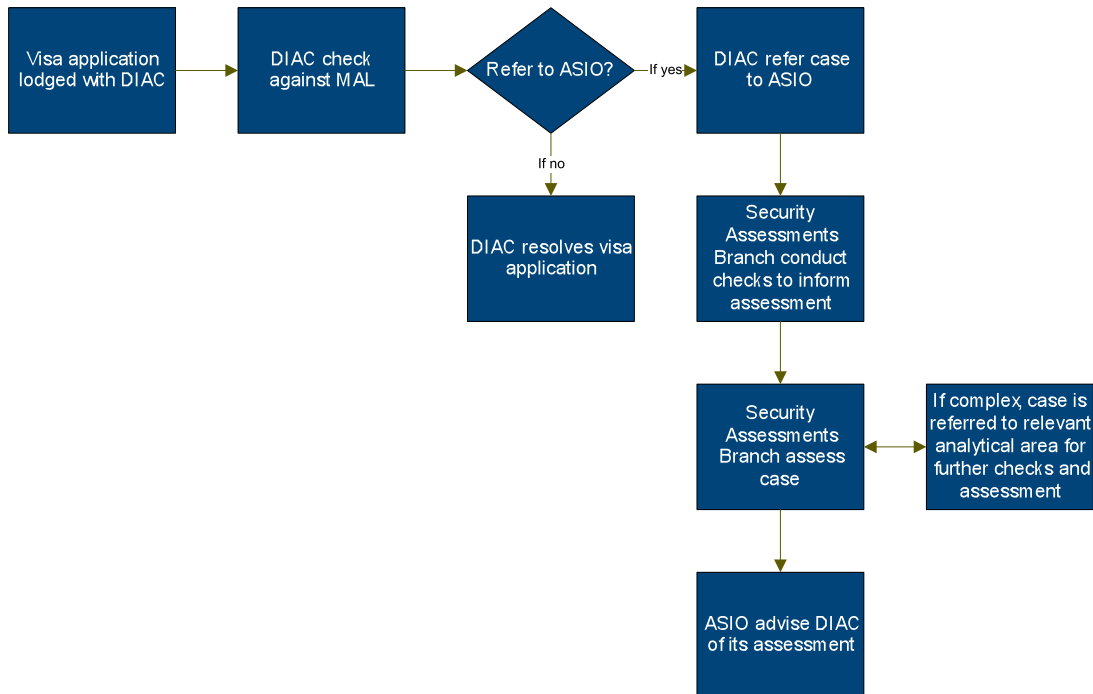 Visa application
lodged with DIAC
DIAC check
against MAL
Refer to ASIO?
If yes
DIAC refer case
to ASIO
If no
DIAC resolves visa
application
Security
Assessments
Branch conduct
checks to inform
assessment
Security
Assessments
Branch assess
case
If complex, case is
referred to relevant
analytical area for
further checks and
assessment
ASIO advise DIAC
of its assessment